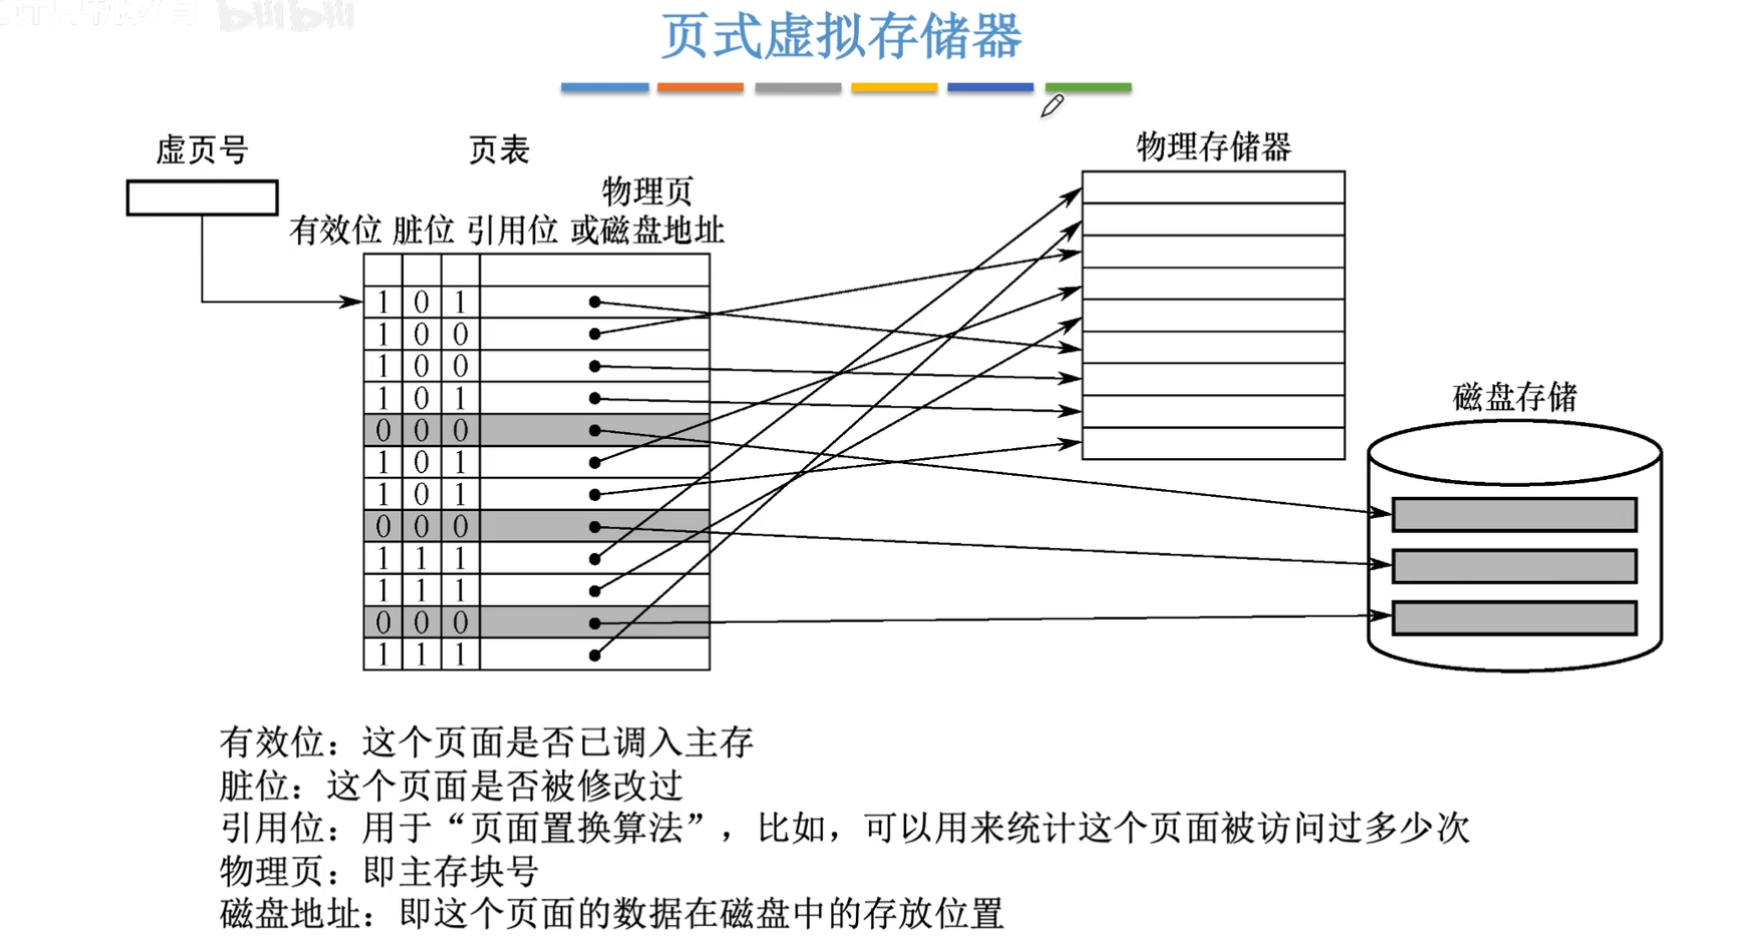 bilibili
页式虚拟存储器
虚页号
页表
物理存储器
物理页
有效位 脏位 引用位 或磁盘地址
1 0 1
1 0 0
1 0 0
1 0 1
0 0 0
1 0 1
1 0 1
0 0 0
1 1 1
1 1 1
0 0 0
1 1 1
磁盘存储
有效位：这个页面是否已调入主存
脏位：这个页面是否被修改过
引用位：用于“页面置换算法”，比如，可以用来统计这个页面被访问过多少次
物理页：即主存块号
磁盘地址：即这个页面的数据在磁盘中的存放位置